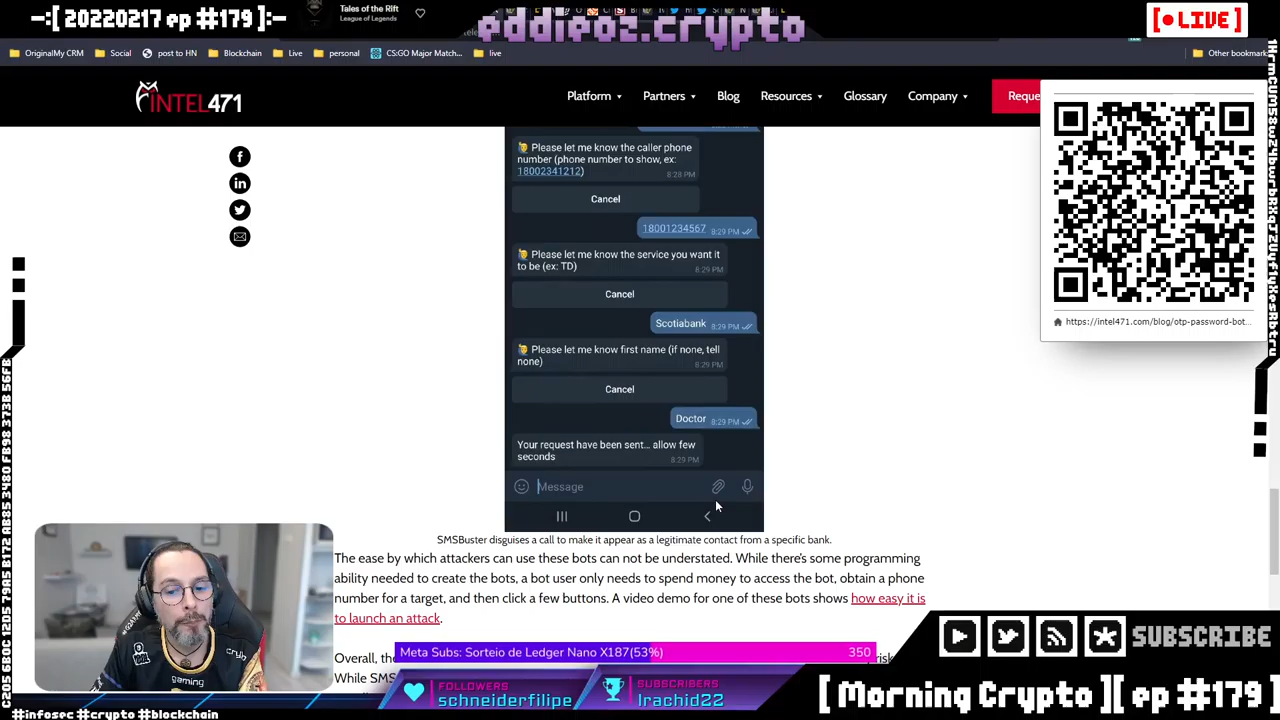 -:[ 20220217 ep #179 ]:-
Tales of the Rift
League of Legends
eddieoz.crypto
[ LIVE ]
OriginalMy CRM
Social
post to HN
Blockchain
Live
personal
CS:GO Major Match...
live
Other bookmark
INTEL471
Platform
Partners
Blog
Resources
Glossary
Company
Reque
Please let me know the caller phone
number (phone number to show, ex:
18002341212)
8:28 PM
Cancel
18001234567 8:29 PM
Please let me know the service you want it
to be (ex: TD)
8:29 PM
Cancel
Scotiabank 8:29 PM
Please let me know first name (if none, tell
none)
8:29 PM
Cancel
Doctor 8:29 PM
Your request have been sent... allow few
seconds
8:29 PM
Message
https://intel471.com/blog/otp-password-bot...
SMSBuster disguises a call to make it appear as a legitimate contact from a specific bank.
The ease by which attackers can use these bots can not be understated. While there's some programming
ability needed to create the bots, a bot user only needs to spend money to access the bot, obtain a phone
number for a target, and then click a few buttons. A video demo for one of these bots shows how easy it is
to launch an attack.
Overall, the
While SMS
Meta Subs: Sorteio de Ledger Nano X187(53%)
350
FOLLOWERS
schneiderfilipe
SUBSCRIBERS
lrachid22
SUBSCRIBE
[ Morning Crypto ][ ep #179 ]
#infosec #crypto #blockchain